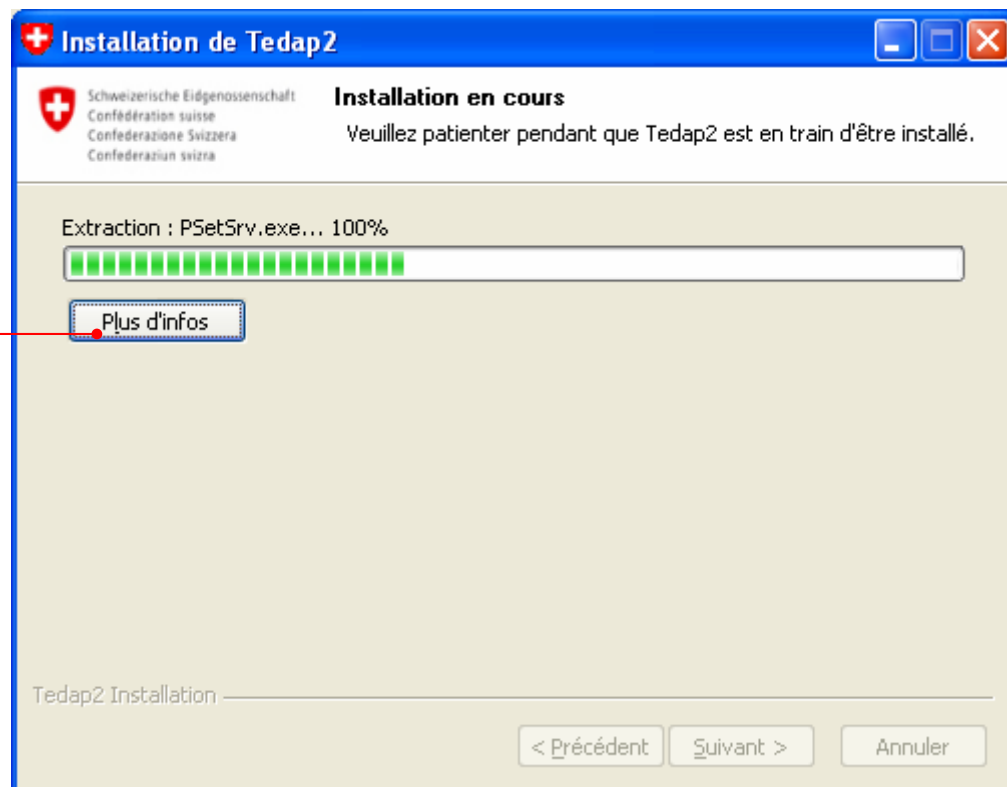 Installation de Tedap2
Schweizerische Eidgenossenschaft
Confédération suisse
Confederazione Svizzera
Confederaziun svizra
Installation en cours
Veuillez patienter pendant que Tedap2 est en train d'être installé.
Extraction : PSetSrv.exe... 100%
Plus d'infos
Tedap2 Installation
< Précédent
Suivant >
Annuler